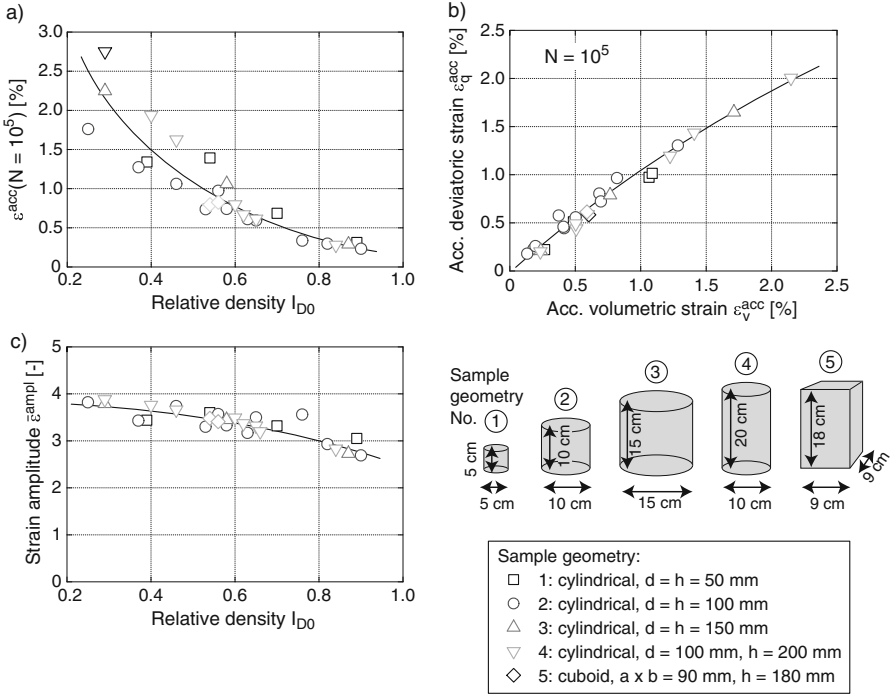 a)
ε^acc(N = 10^5) [%]
3.0
2.5
2.0
1.5
1.0
0.5
0
0.2 0.4 0.6 0.8 1.0
Relative density I_D0
b)
Acc. deviatoric strain ε_q^acc [%]
N = 10^5
2.5
2.0
1.5
1.0
0.5
0
0 0.5 1.0 1.5 2.0 2.5
Acc. volumetric strain ε_v^acc [%]
c)
Strain amplitude ε^ampl [-]
5
4
3
2
1
0
0.2 0.4 0.6 0.8 1.0
Relative density I_D0
Sample
geometry
No.
1
5 cm
5 cm
2
10 cm
10 cm
3
15 cm
15 cm
4
20 cm
10 cm
5
18 cm
9 cm
9 cm
Sample geometry:
1: cylindrical, d = h = 50 mm
2: cylindrical, d = h = 100 mm
3: cylindrical, d = h = 150 mm
4: cylindrical, d = 100 mm, h = 200 mm
5: cuboid, a x b = 90 mm, h = 180 mm